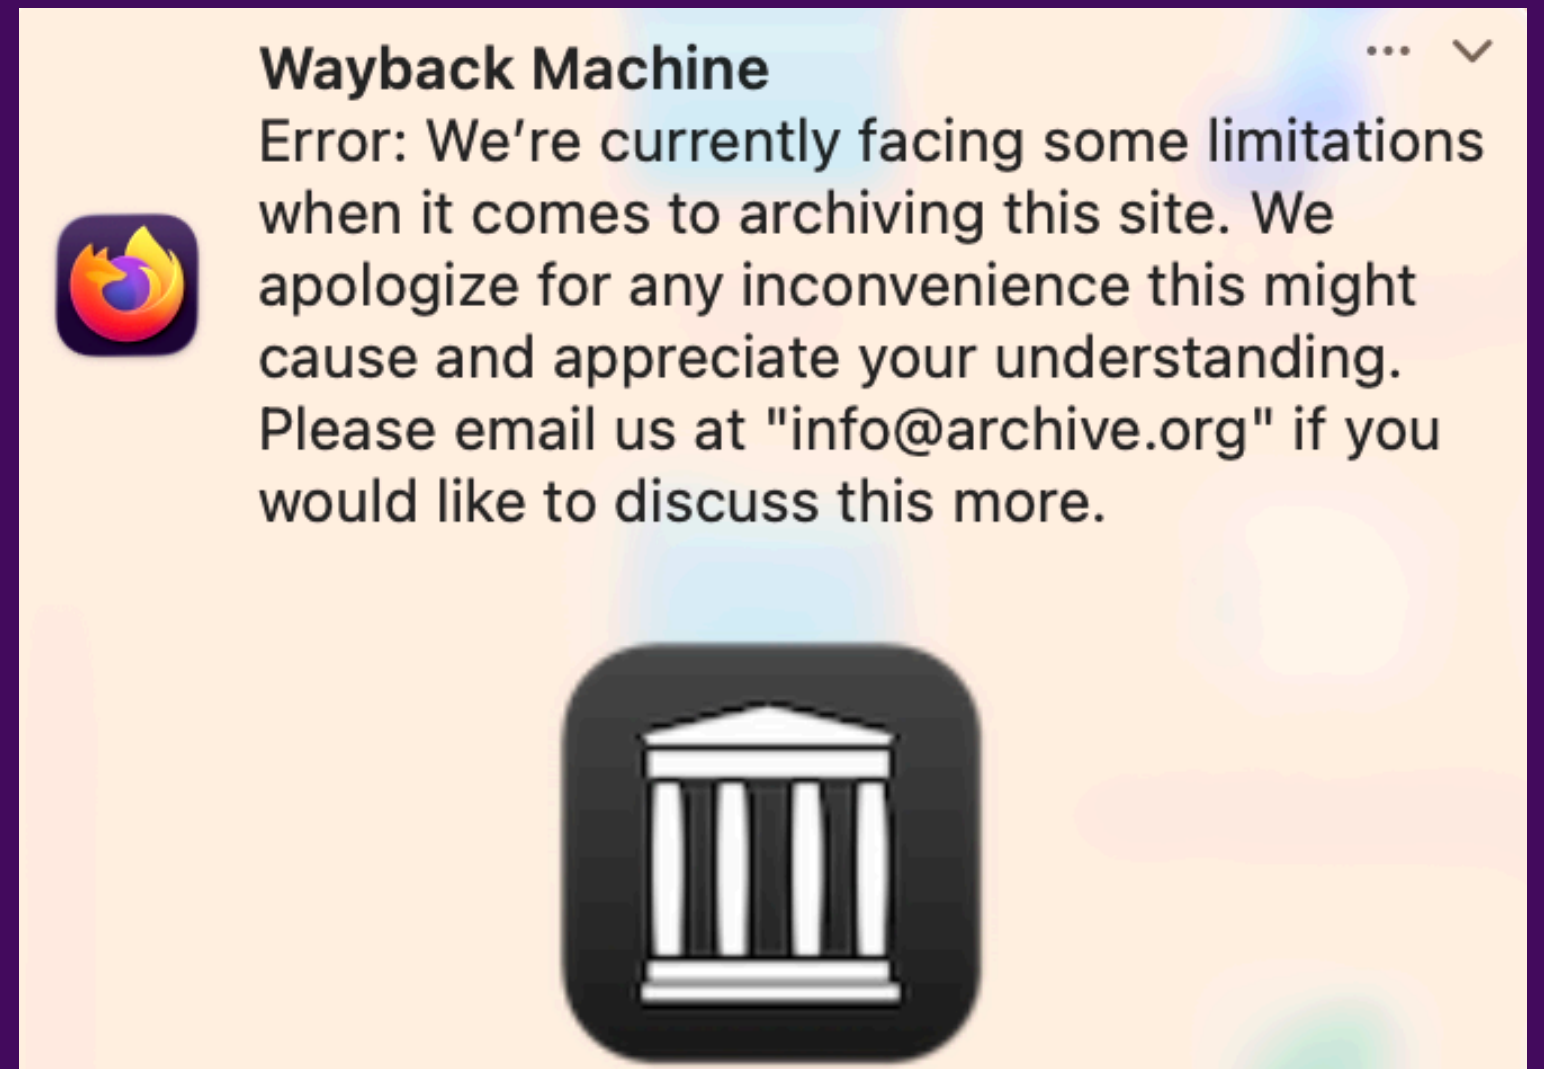 Wayback Machine
Error: We’re currently facing some limitations
when it comes to archiving this site. We
apologize for any inconvenience this might
cause and appreciate your understanding.
Please email us at "info@archive.org" if you
would like to discuss this more.